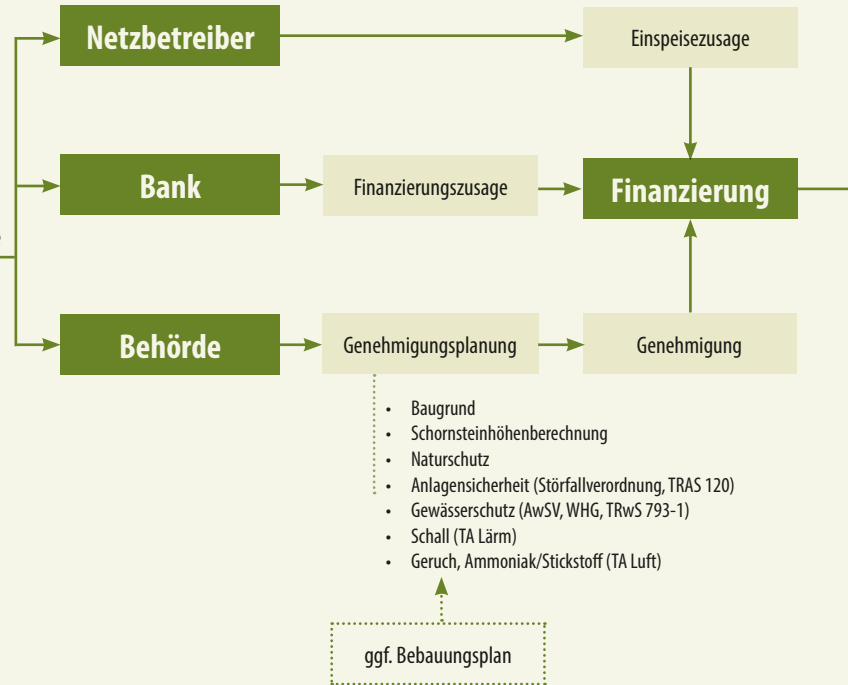 Netzbetreiber
Einspeisezusage
Bank
Finanzierungszusage
Finanzierung
Behörde
Genehmigungsplanung
Genehmigung
• Baugrund
• Schornsteinhöhenberechnung
• Naturschutz
• Anlagensicherheit (Störfallverordnung, TRAS 120)
• Gewässerschutz (AwSV, WHG, TRwS 793-1)
• Schall (TA Lärm)
• Geruch, Ammoniak/Stickstoff (TA Luft)
ggf. Bebauungsplan